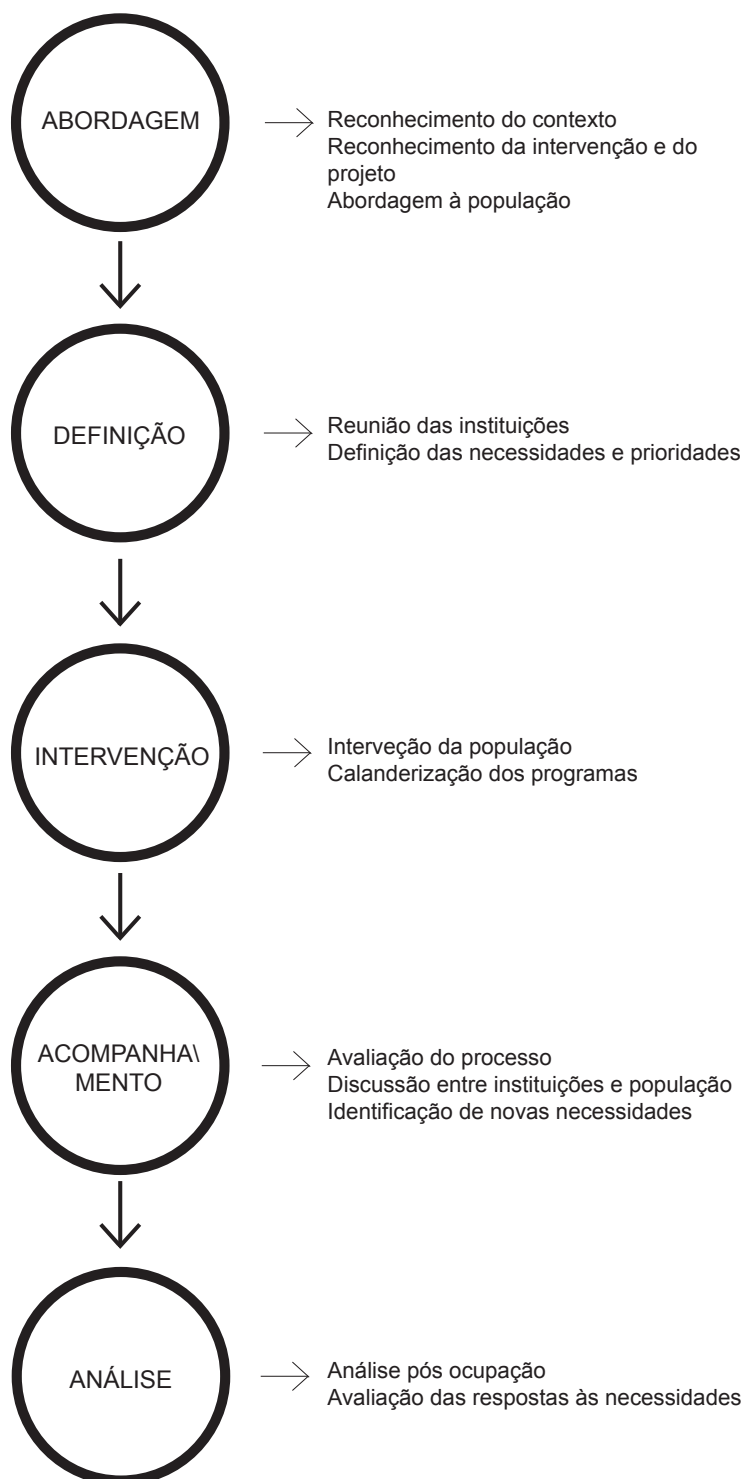 ABORDAGEM
Reconhecimento do contexto
Reconhecimento da intervenção e do
projeto
Abordagem à população
DEFINIÇÃO
Reunião das instituições
Definição das necessidades e prioridades
INTERVENÇÃO
Interveção da população
Calanderização dos programas
ACOMPANHA\
MENTO
Avaliação do processo
Discussão entre instituições e população
Identificação de novas necessidades
ANÁLISE
Análise pós ocupação
Avaliação das respostas às necessidades